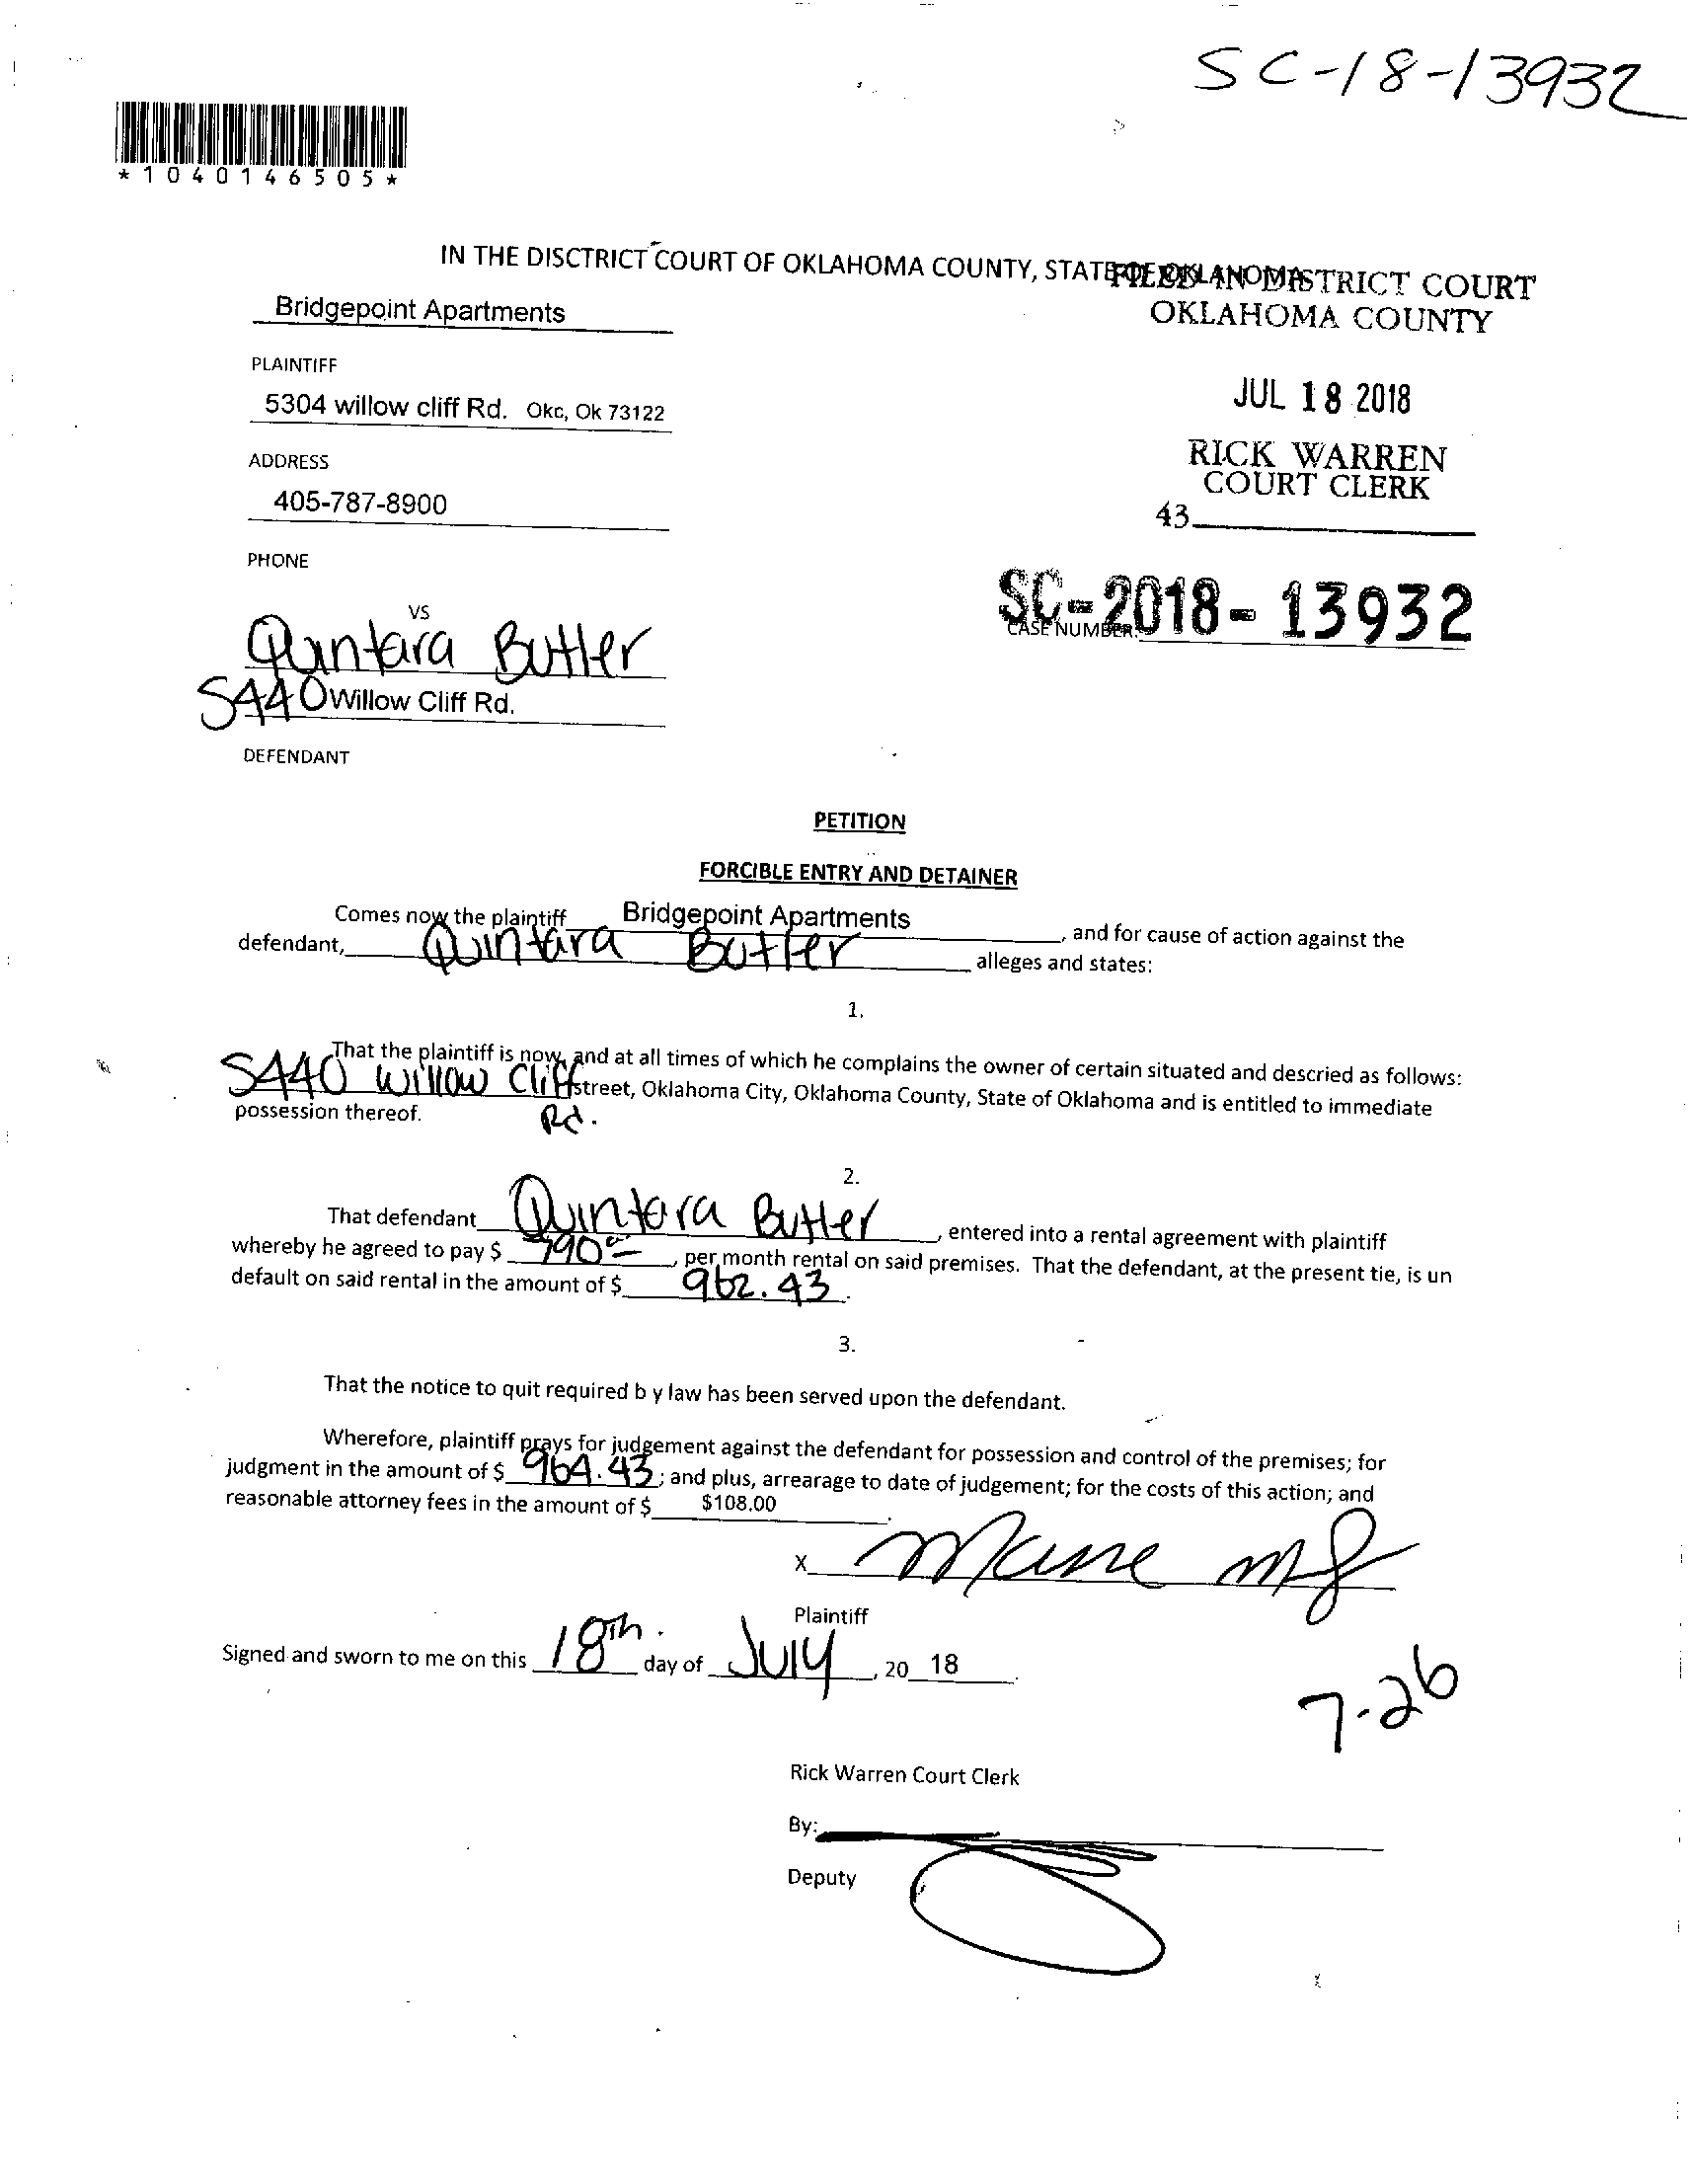 SC-18-13932
*1040146505*
IN THE DISCTRICT COURT OF OKLAHOMA COUNTY, STATE OF OKLAHOMA
FILED IN DISTRICT COURT
OKLAHOMA COUNTY
Bridgepoint Apartments
PLAINTIFF
JUL 18 2018
5304 willow cliff Rd. Okc, Ok 73122
RICK WARREN
COURT CLERK
ADDRESS
405-787-8900
43
PHONE
VS
SC-2018-13932
CASE NUMBER:
Quintara Butler
5440 Willow Cliff Rd.
DEFENDANT
PETITION
FORCIBLE ENTRY AND DETAINER
Comes now the plaintiff Bridgepoint Apartments, and for cause of action against the
defendant, Quintara Butler alleges and states:
1.
That the plaintiff is now, and at all times of which he complains the owner of certain situated and descried as follows:
5440 Willow Cliff Rd. street, Oklahoma City, Oklahoma County, State of Oklahoma and is entitled to immediate
possession thereof.
2.
That defendant Quintara Butler, entered into a rental agreement with plaintiff
whereby he agreed to pay $ 790, per month rental on said premises. That the defendant, at the present tie, is un
default on said rental in the amount of $ 962.43.
3.
That the notice to quit required b y law has been served upon the defendant.
Wherefore, plaintiff prays for judgement against the defendant for possession and control of the premises; for
judgment in the amount of $ 964.43; and plus, arrearage to date of judgement; for the costs of this action; and
reasonable attorney fees in the amount of $ $108.00.
X
Plaintiff
Signed and sworn to me on this 18th day of July, 20 18.
7-26
Rick Warren Court Clerk
By:
Deputy